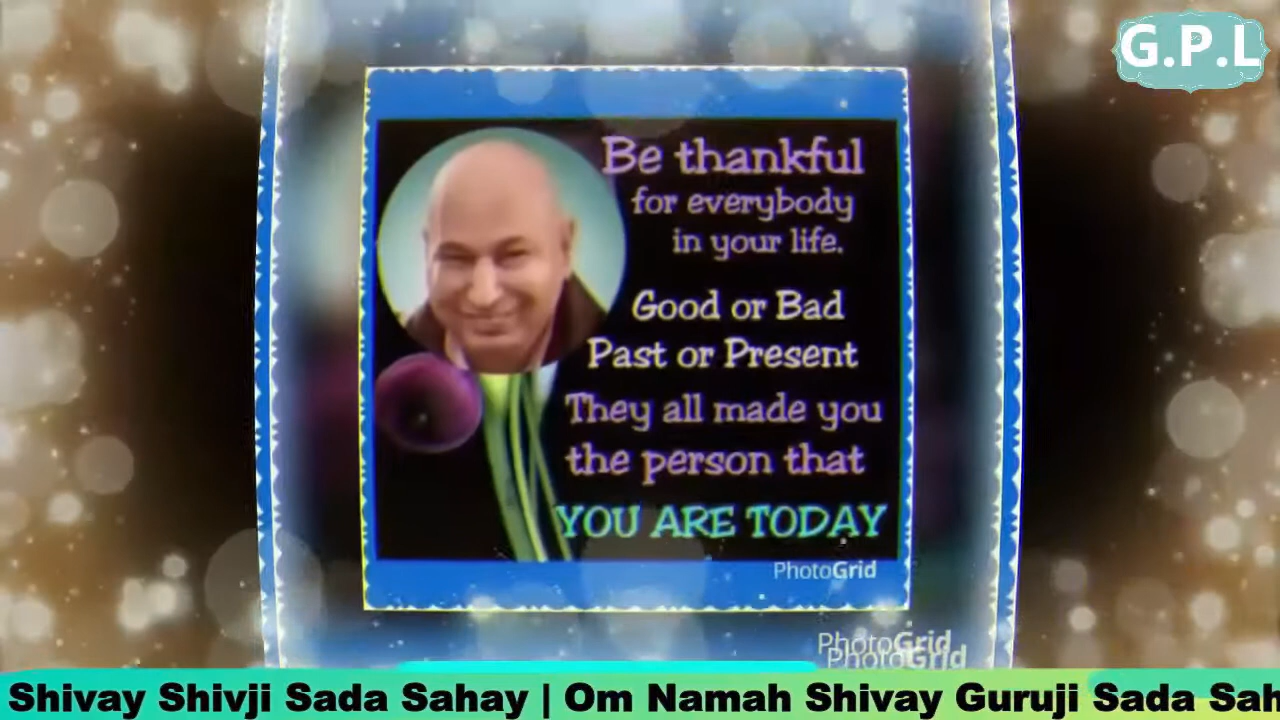 G.P.L
Be thankful
for everybody
in your life.
Good or Bad
Past or Present
They all made you
the person that
YOU ARE TODAY
PhotoGrid
PhotoGrid
PhotoGrid
Shivay Shivji Sada Sahay | Om Namah Shivay Guruji Sada Sah